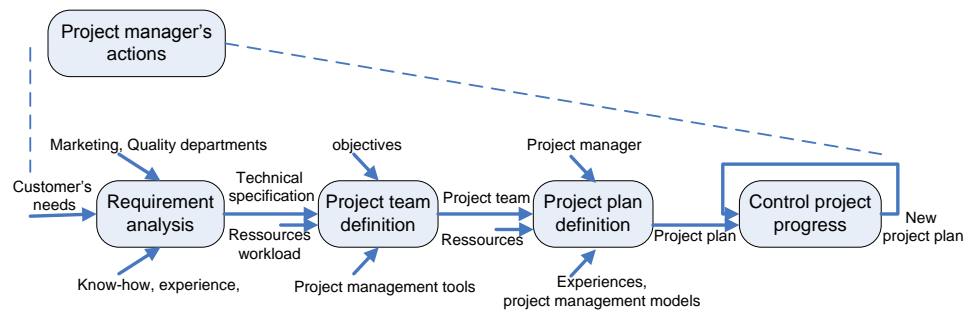 Project manager's
actions
Marketing, Quality departments
objectives
Project manager
Customer's
needs
Requirement
analysis
Technical
specification
Ressources
workload
Project team
definition
Project team
Ressources
Project plan
definition
Project plan
Control project
progress
New
project plan
Know-how, experience,
Project management tools
Experiences,
project management models